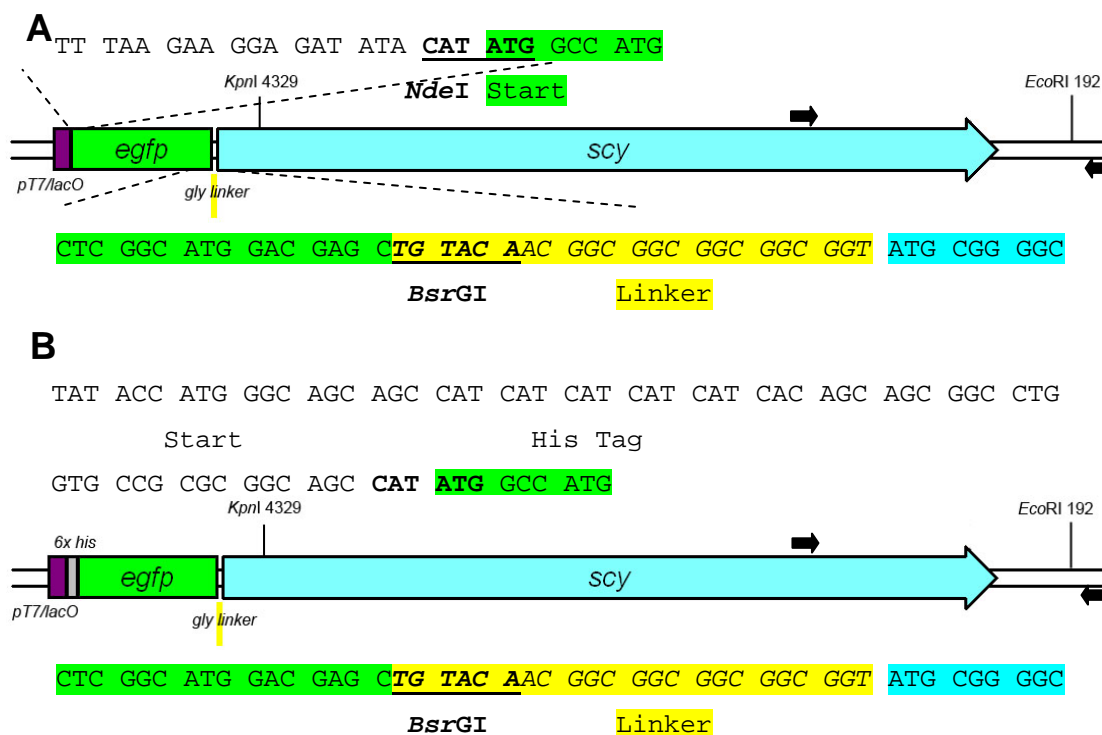 A
TT TAA GAA GGA GAT ATA CAT ATG GCC ATG
KpnI 4329
NdeI Start
EcoRI 192
egfp
scy
pT7/lacO
gly linker
CTC GGC ATG GAC GAG CTG TACA AC GGC GGC GGC GGC GGT ATG CGG GGC
BsrGI Linker
B
TAT ACC ATG GGC AGC AGC CAT CAT CAT CAT CAT CAC AGC AGC GGC CTG
Start His Tag
GTG CCG CGC GGC AGC CAT ATG GCC ATG
KpnI 4329
EcoRI 192
6x his
egfp
scy
pT7/lacO
gly linker
CTC GGC ATG GAC GAG CTG TACA AC GGC GGC GGC GGC GGT ATG CGG GGC
BsrGI Linker